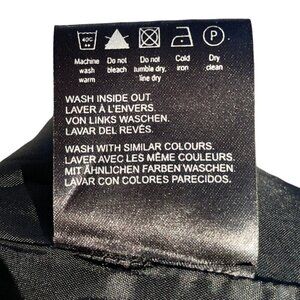 40C
P
Machine wash warm
Do not bleach
Do not tumble dry, line dry
Cold iron
Dry clean
WASH INSIDE OUT.
LAVER À L'ENVERS.
VON LINKS WASCHEN.
LAVAR DEL REVÉS.
WASH WITH SIMILAR COLOURS.
LAVER AVEC LES MÊME COULEURS.
MIT ÄHNLICHEN FARBEN WASCHEN.
LAVAR CON COLORES PARECIDOS.